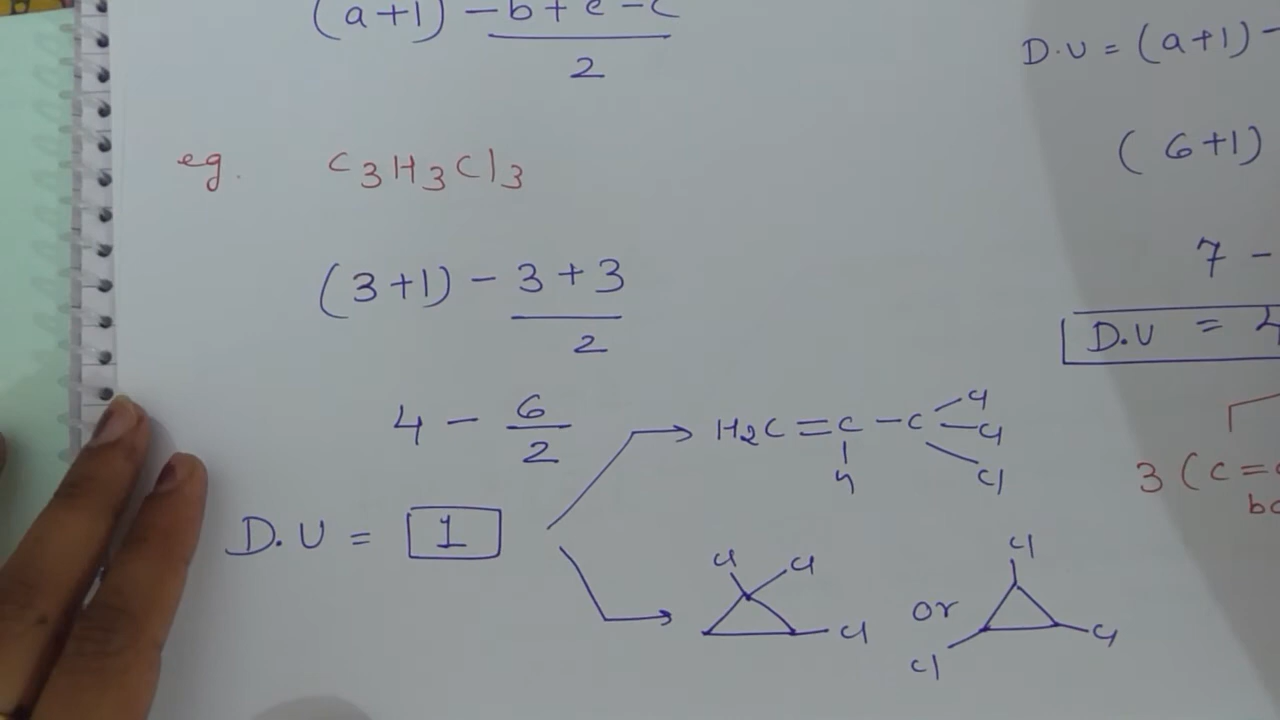 (a+1) - b+e-c
2
eg. C3H3Cl3
(3+1) - 3+3
2
4 - 6
2
D.U = 1
H2C=C-C
Cl
Cl
Cl
H
Cl Cl
Cl
or
Cl
Cl
Cl
D.U = (a+1) -
(6+1)
7 -
D.U = 4
3 (C=